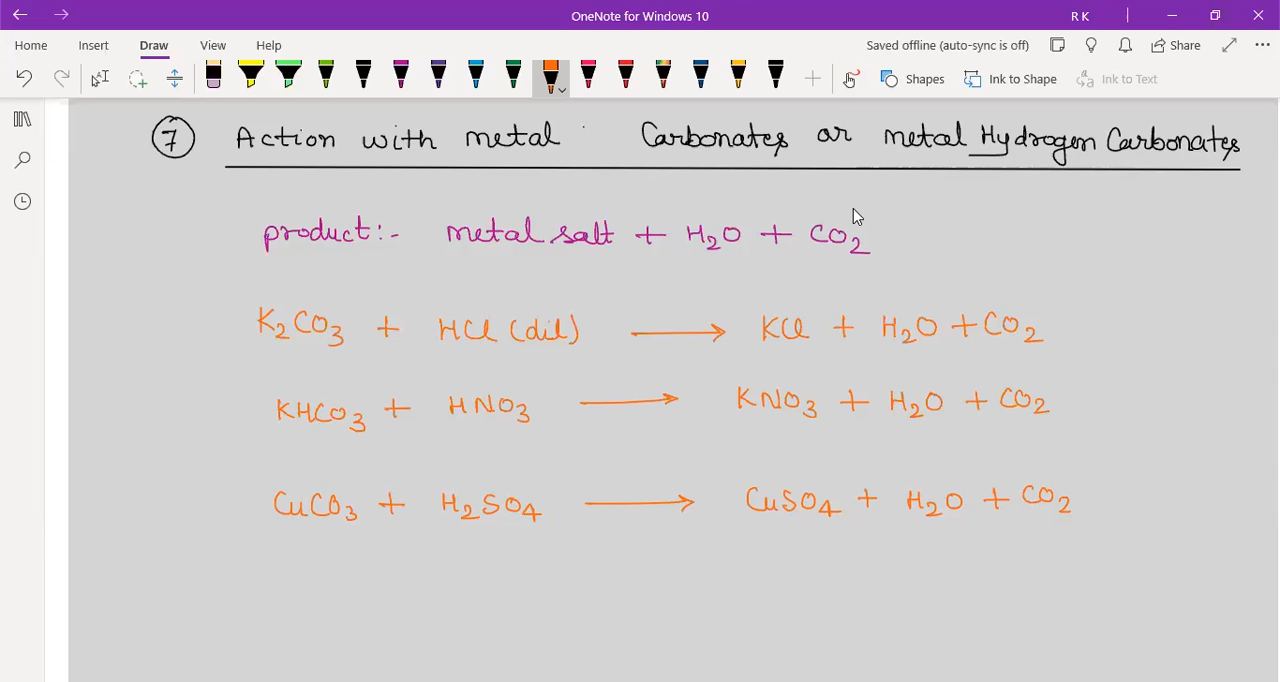 OneNote for Windows 10
R K
Home Insert Draw View Help
Saved offline (auto-sync is off) Share
Shapes Ink to Shape Ink to Text
7 Action with metal Carbonates or metal Hydrogen Carbonates
product:- metal salt + H2O + CO2
K2CO3 + HCl (dil) → KCl + H2O + CO2
KHCO3 + HNO3 → KNO3 + H2O + CO2
CuCO3 + H2SO4 → CuSO4 + H2O + CO2